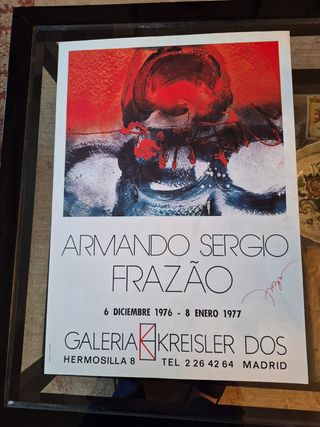 ARMANDO SERGIO
FRAZÃO
6 DICIEMBRE 1976 - 8 ENERO 1977
GALERIA KREISLER DOS
HERMOSILLA 8 TEL 2 26 42 64 MADRID